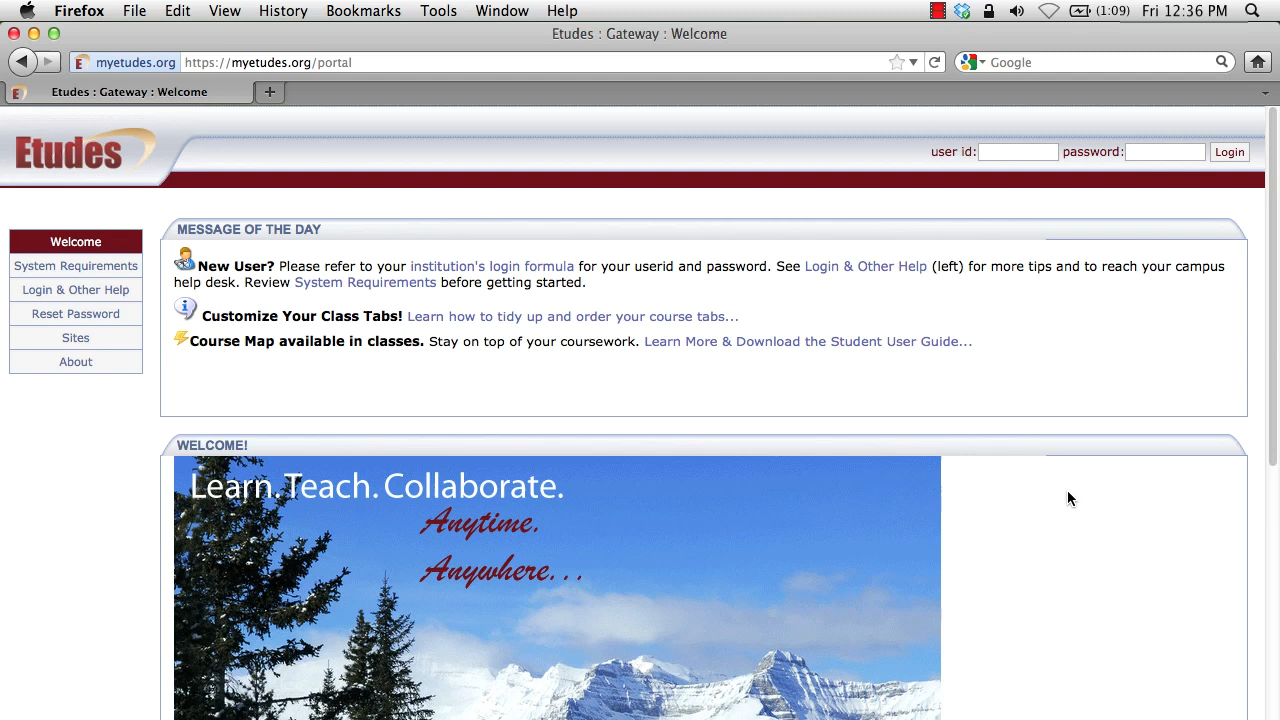 Firefox File Edit View History Bookmarks Tools Window Help (1:09) Fri 12:36 PM
Etudes : Gateway : Welcome
myetudes.org https://myetudes.org/portal Google
Etudes : Gateway : Welcome
Etudes
user id: password: Login
Welcome
System Requirements
Login & Other Help
Reset Password
Sites
About
MESSAGE OF THE DAY
New User? Please refer to your institution's login formula for your userid and password. See Login & Other Help (left) for more tips and to reach your campus
help desk. Review System Requirements before getting started.
Customize Your Class Tabs! Learn how to tidy up and order your course tabs...
Course Map available in classes. Stay on top of your coursework. Learn More & Download the Student User Guide...
WELCOME!
Learn. Teach. Collaborate.
Anytime.
Anywhere...